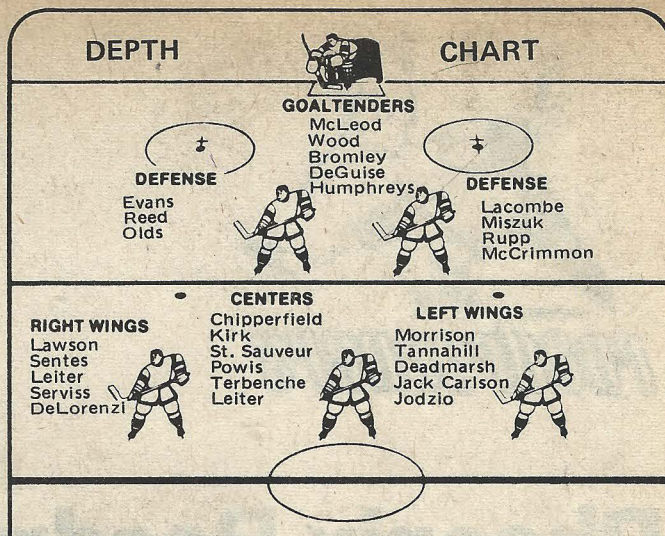 DEPTH CHART
GOALTENDERS
McLeod
Wood
Bromley
DeGuise
Humphreys
DEFENSE
Evans
Reed
Olds
DEFENSE
Lacombe
Miszuk
Rupp
McCrimmon
RIGHT WINGS
Lawson
Sentes
Leiter
Serviss
DeLorenzi
CENTERS
Chipperfield
Kirk
St. Sauveur
Powis
Terbenche
Leiter
LEFT WINGS
Morrison
Tannahill
Deadmarsh
Jack Carlson
Jodzio